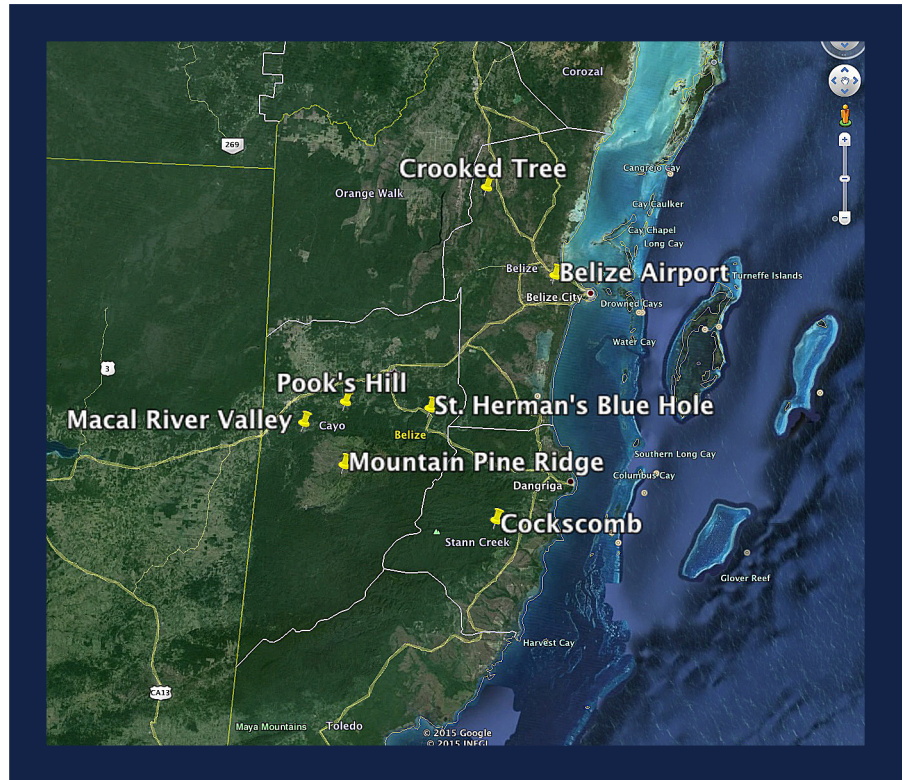 Corozal
269
Crooked Tree
Cangrejo Cay
Orange Walk
Cay Caulker
Cay Chapel
Long Cay
Belize
Belize Airport
Turneffe Islands
Belize City
Drowned Cays
Water Cay
3
Pook's Hill
St. Herman's Blue Hole
Macal River Valley
Cayo
Belize
Southern Long Cay
Mountain Pine Ridge
Columbus Cay
Dangriga
Cockscomb
Stann Creek
Glover Reef
Harvest Cay
CA13
Maya Mountains
Toledo
© 2015 Google
© 2015 INEGI